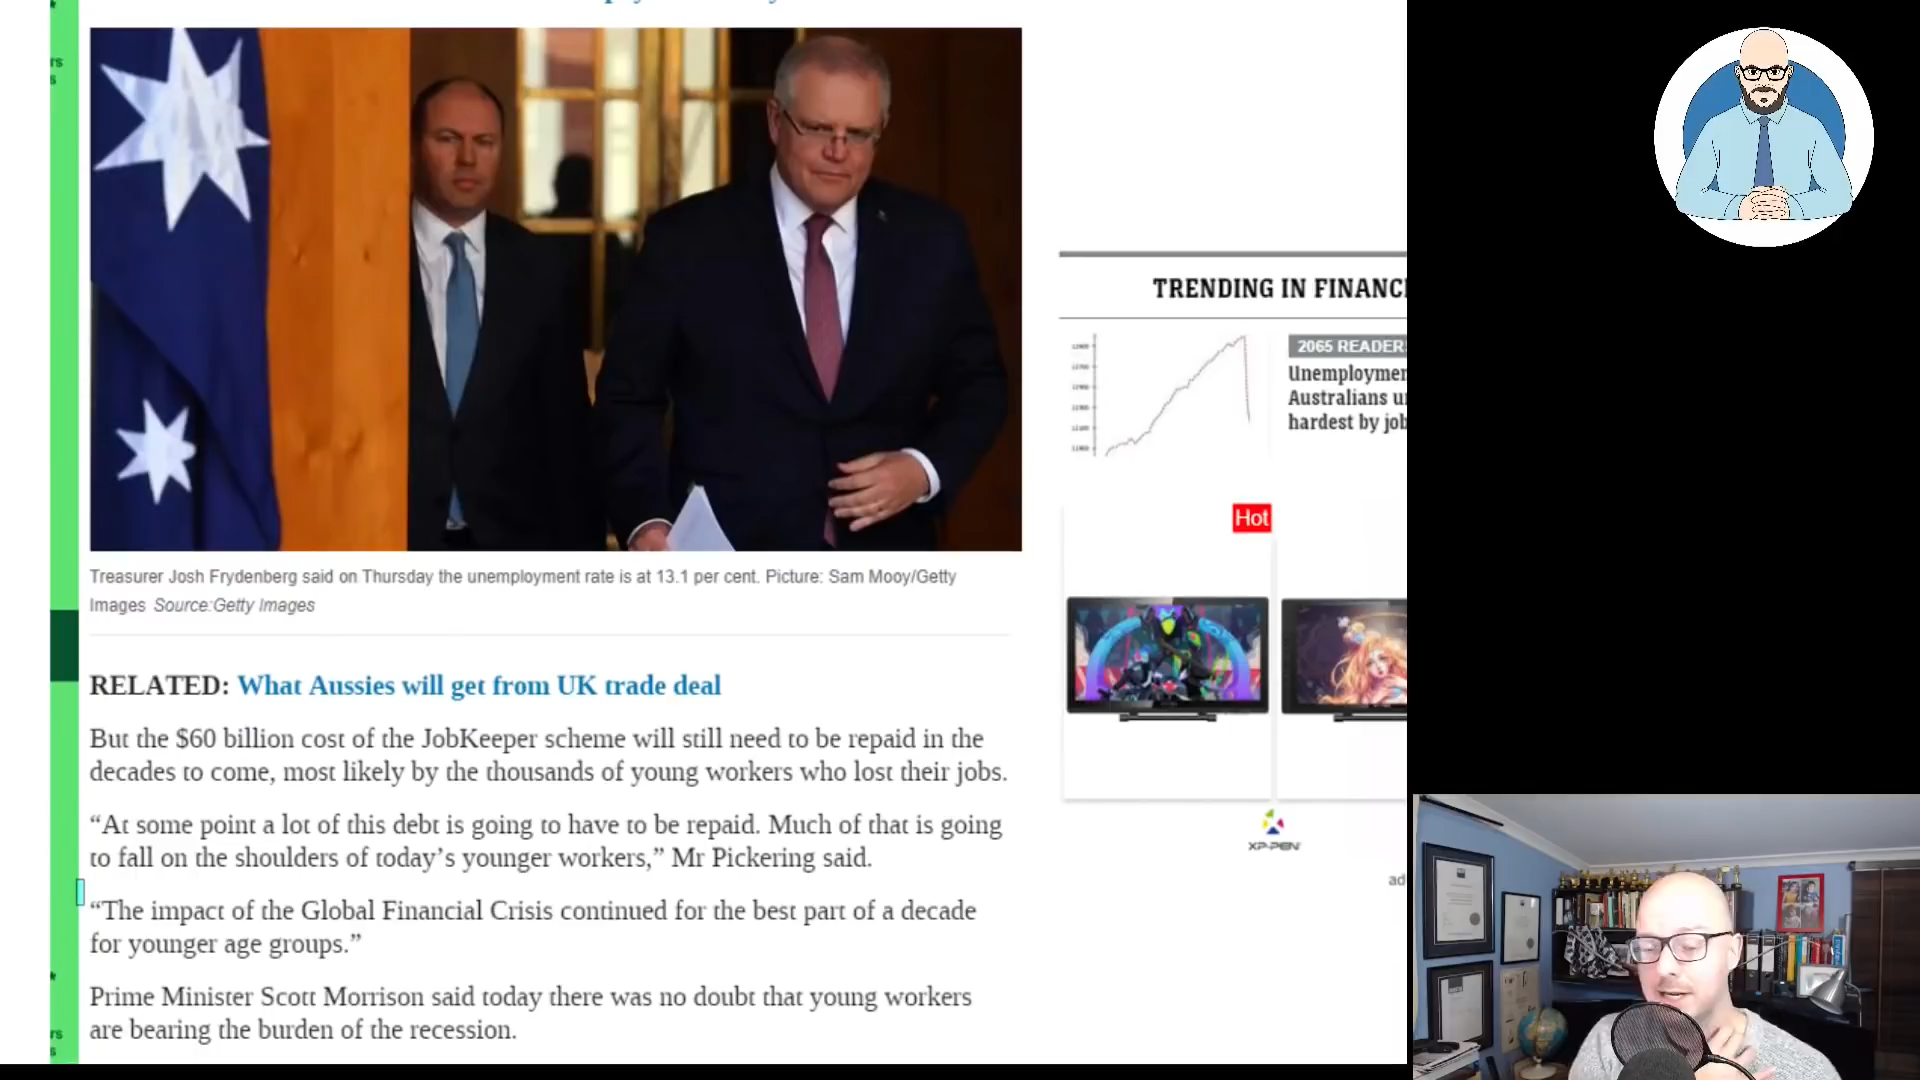 TRENDING IN FINANC
2065 READER
Unemploymen
Australians u
hardest by job
Hot
XP-PEN
ad
Treasurer Josh Frydenberg said on Thursday the unemployment rate is at 13.1 per cent. Picture: Sam Mooy/Getty
Images Source:Getty Images
RELATED: What Aussies will get from UK trade deal
But the $60 billion cost of the JobKeeper scheme will still need to be repaid in the
decades to come, most likely by the thousands of young workers who lost their jobs.
“At some point a lot of this debt is going to have to be repaid. Much of that is going
to fall on the shoulders of today’s younger workers,” Mr Pickering said.
“The impact of the Global Financial Crisis continued for the best part of a decade
for younger age groups.”
Prime Minister Scott Morrison said today there was no doubt that young workers
are bearing the burden of the recession.